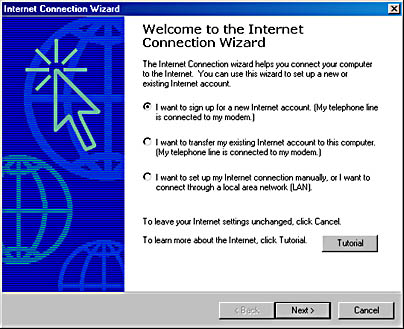 Internet Connection Wizard
Welcome to the Internet
Connection Wizard
The Internet Connection wizard helps you connect your computer
to the Internet. You can use this wizard to set up a new or
existing Internet account.
I want to sign up for a new Internet account. (My telephone line
is connected to my modem.)
I want to transfer my existing Internet account to this computer.
(My telephone line is connected to my modem.)
I want to set up my Internet connection manually, or I want to
connect through a local area network (LAN).
To leave your Internet settings unchanged, click Cancel.
To learn more about the Internet, click Tutorial.
Tutorial
< Back
Next >
Cancel